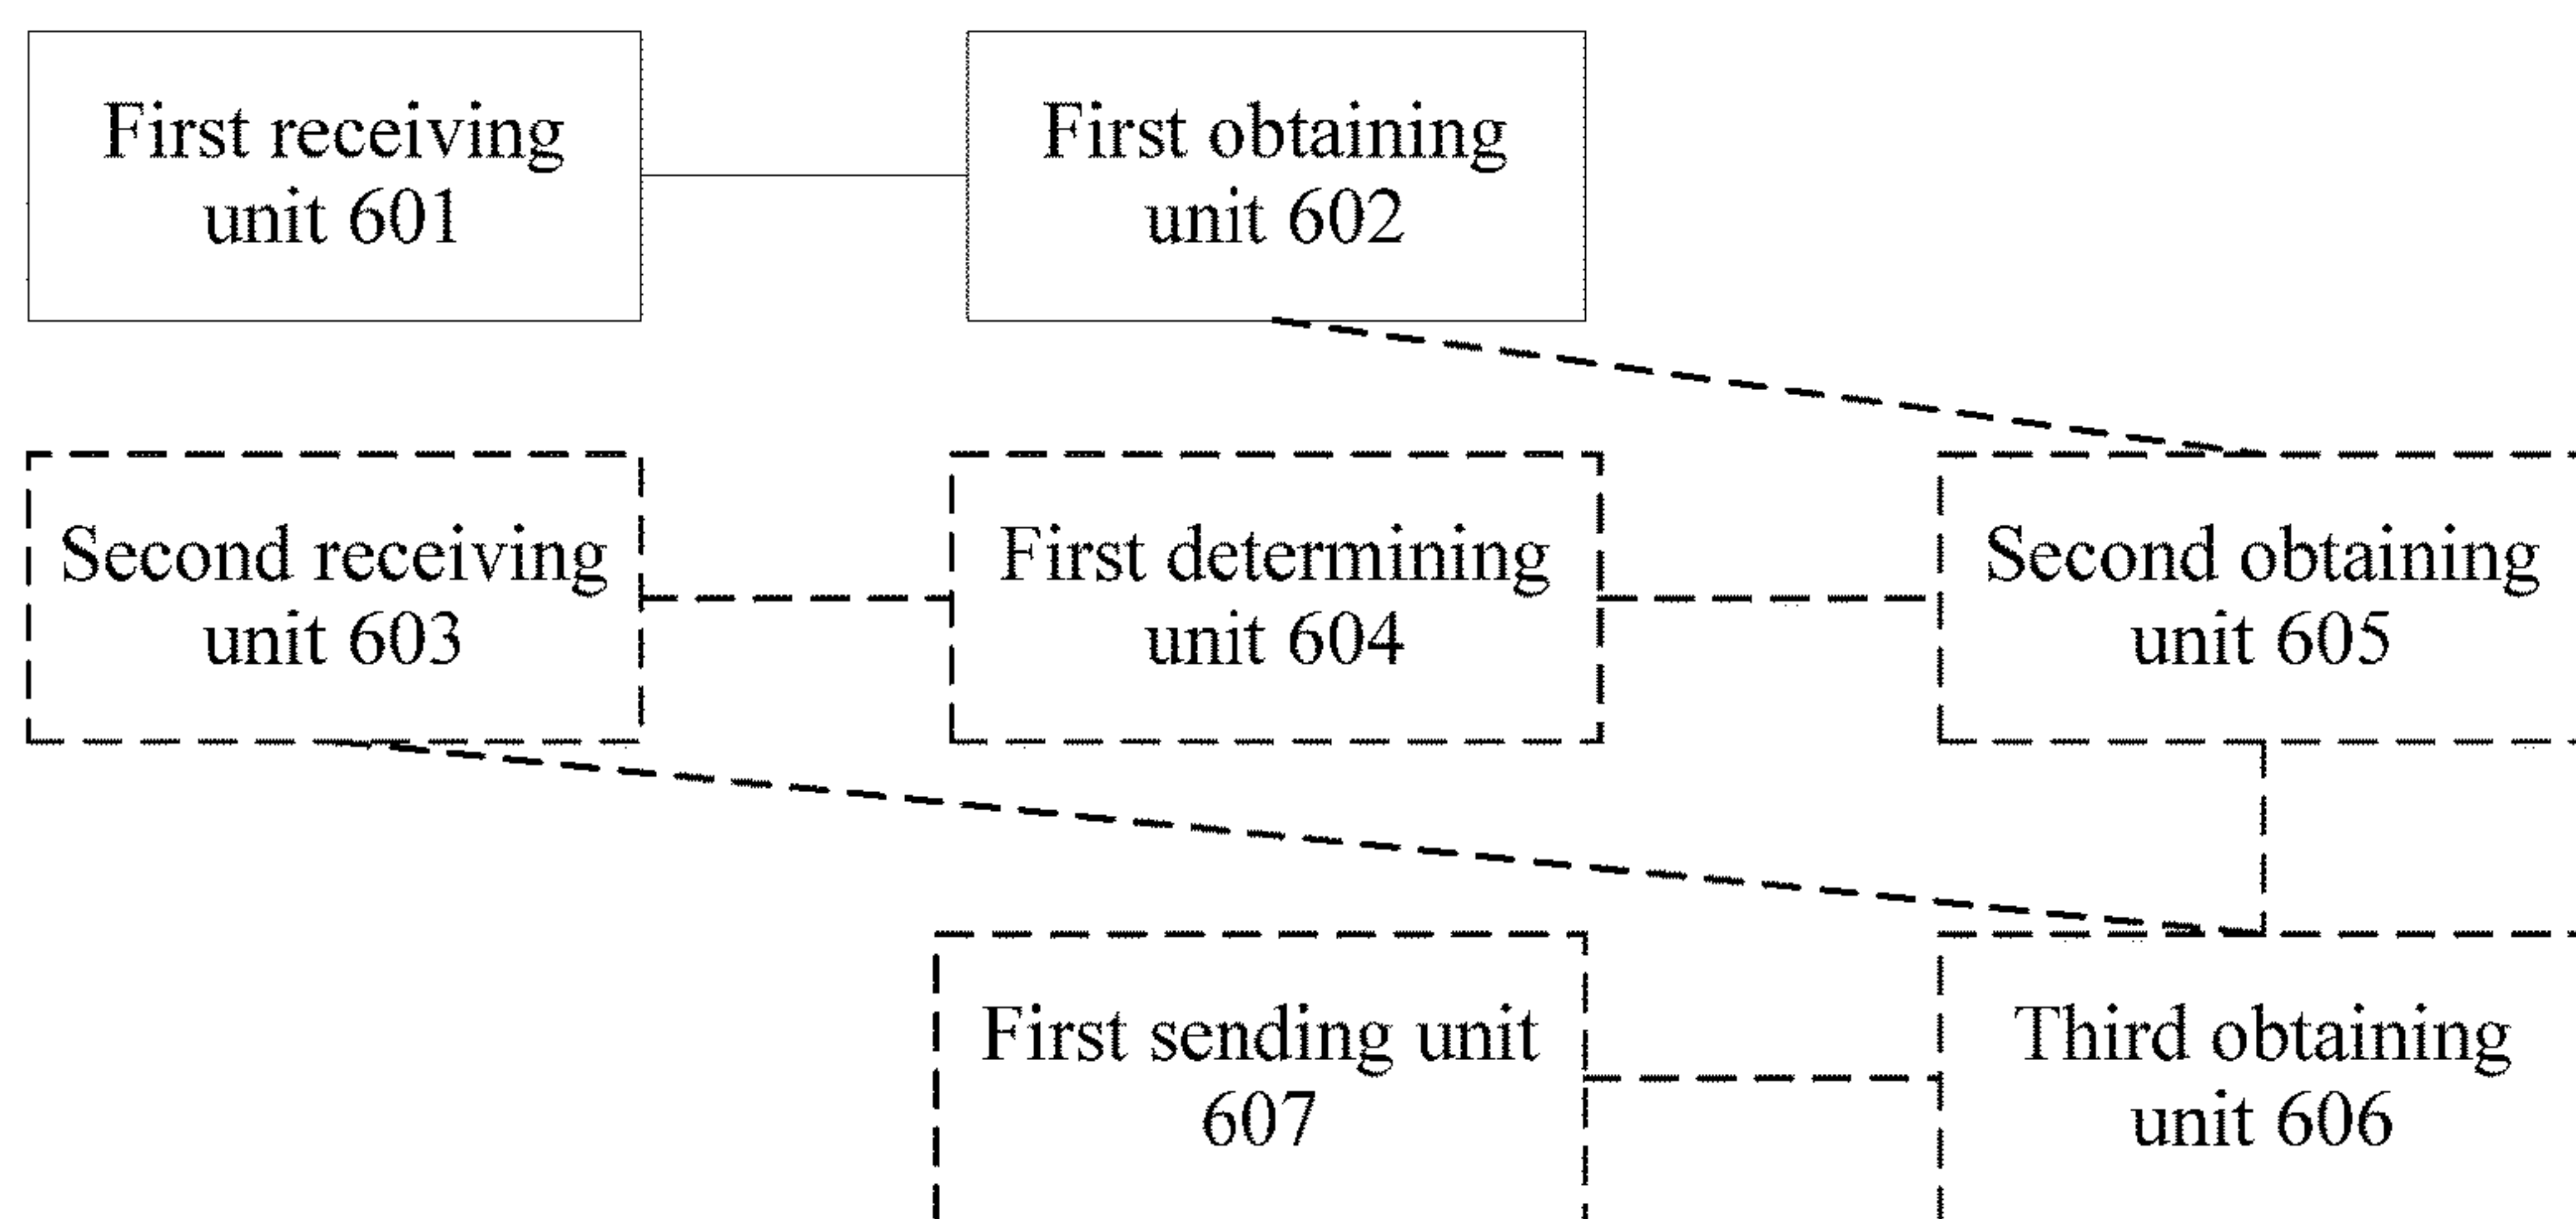 First receiving
unit 601
First obtaining
unit 602
Second receiving
unit 603
First determining
unit 604
Second obtaining
unit 605
First sending unit
607
Third obtaining
unit 606